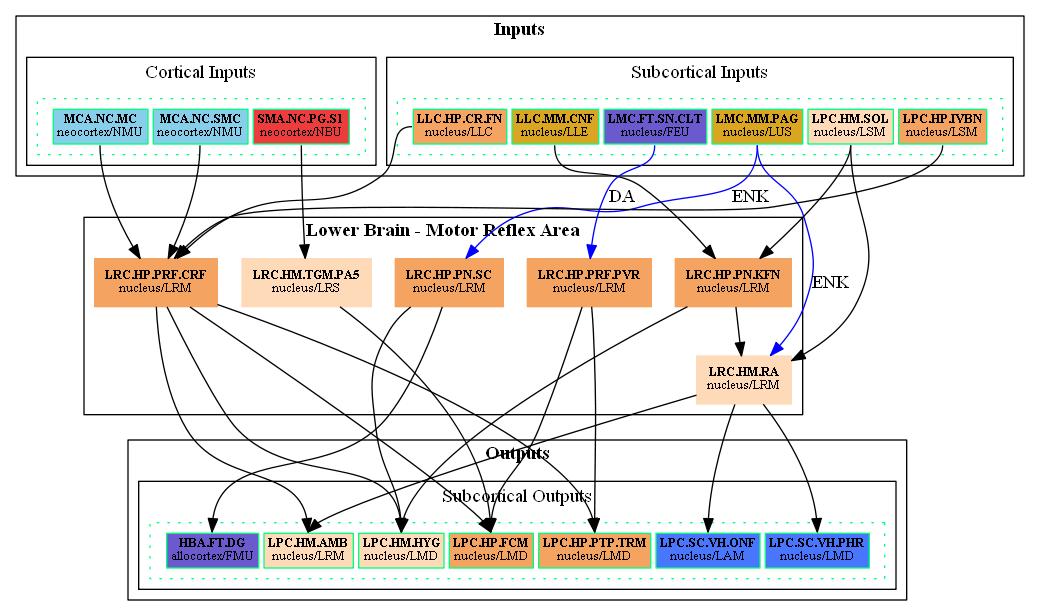 Inputs
Cortical Inputs
Subcortical Inputs
MCA.NC.MC
neocortex/NMU
MCA.NC.SMC
neocortex/NMU
SMA.NC.PG.S1
neocortex/NBU
LLC.HP.CR.FN
nucleus/LLC
LLC.MM.CNF
nucleus/LLE
LMC.FT.SN.CLT
nucleus/FEU
LMC.MM.PAG
nucleus/LUS
LPC.HM.SOL
nucleus/LSM
LPC.HP.IVBN
nucleus/LSM
DA
ENK
Lower Brain - Motor Reflex Area
LRC.HP.PRF.CRF
nucleus/LRM
LRC.HM.TGM.PA5
nucleus/LRS
LRC.HP.PN.SC
nucleus/LRM
LRC.HP.PRF.PVR
nucleus/LRM
LRC.HP.PN.KFN
nucleus/LRM
ENK
LRC.HM.RA
nucleus/LRM
Outputs
Subcortical Outputs
HBA.FT.DG
allocortex/FMU
LPC.HM.AMB
nucleus/LRM
LPC.HM.HYG
nucleus/LMD
LPC.HP.FCM
nucleus/LMD
LPC.HP.PTP.TRM
nucleus/LMD
LPC.SC.VH.ONF
nucleus/LAM
LPC.SC.VH.PHR
nucleus/LMD